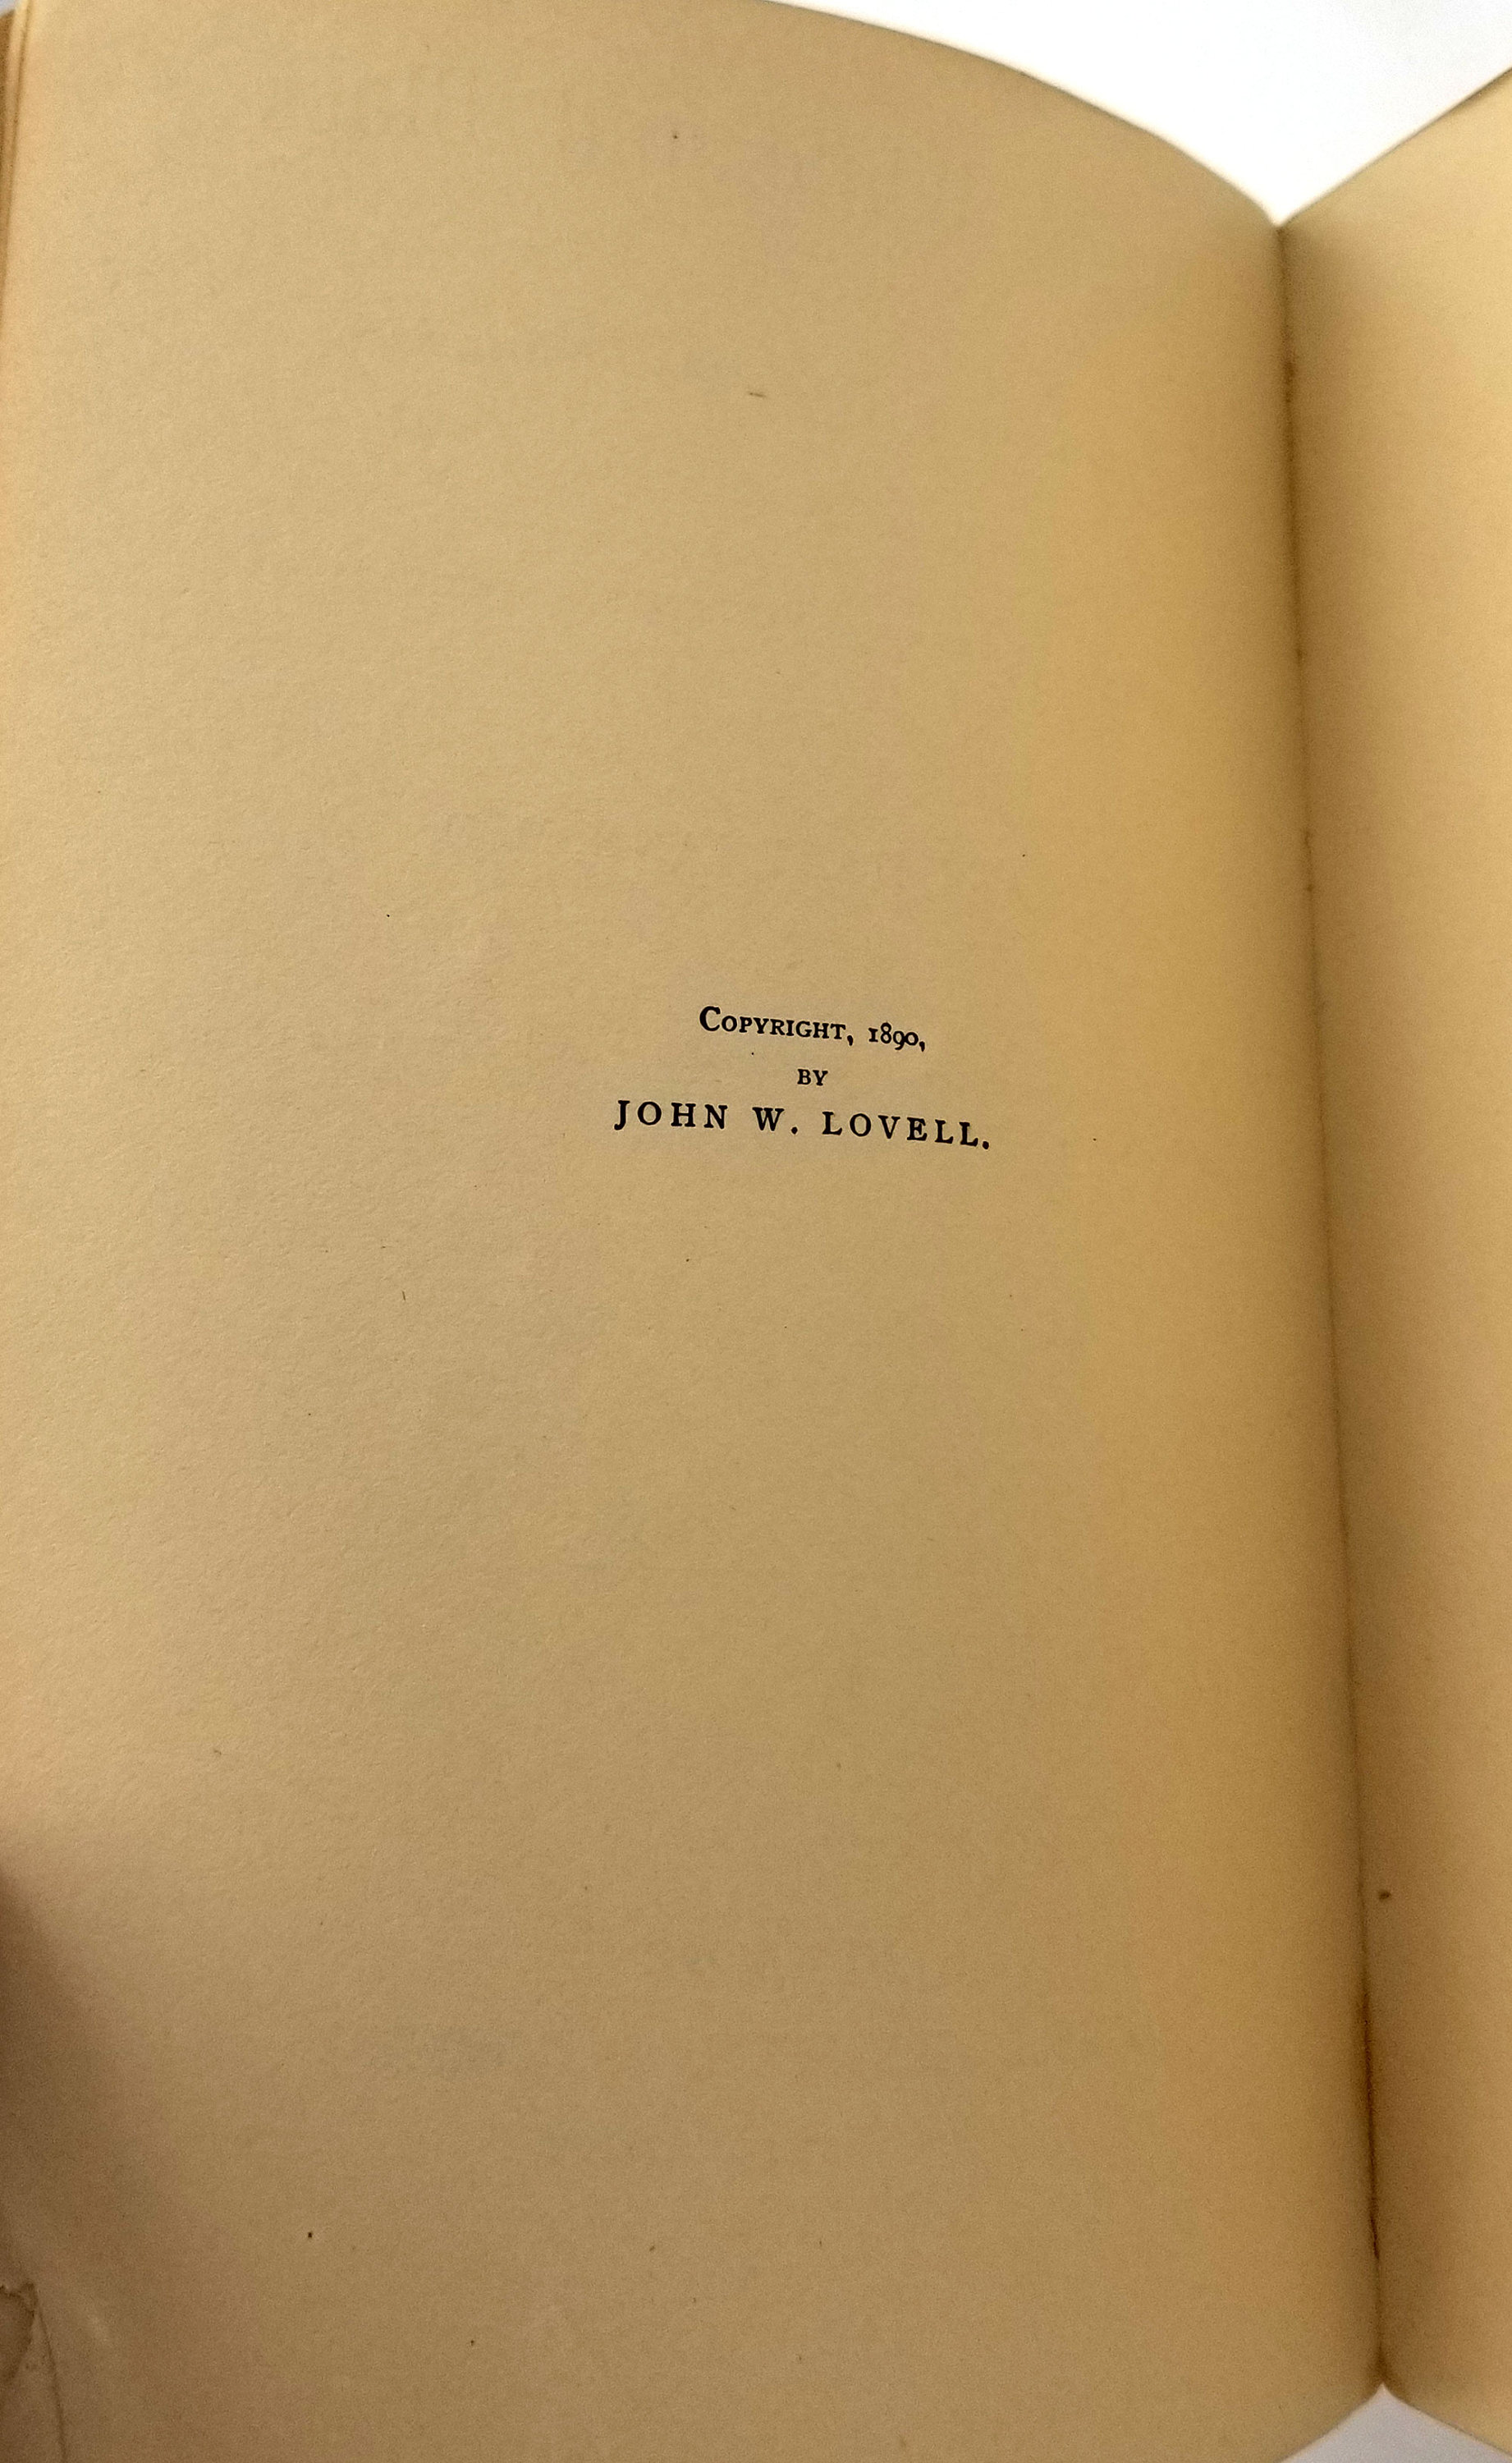 Copyright, 1890,
BY
JOHN W. LOVELL.